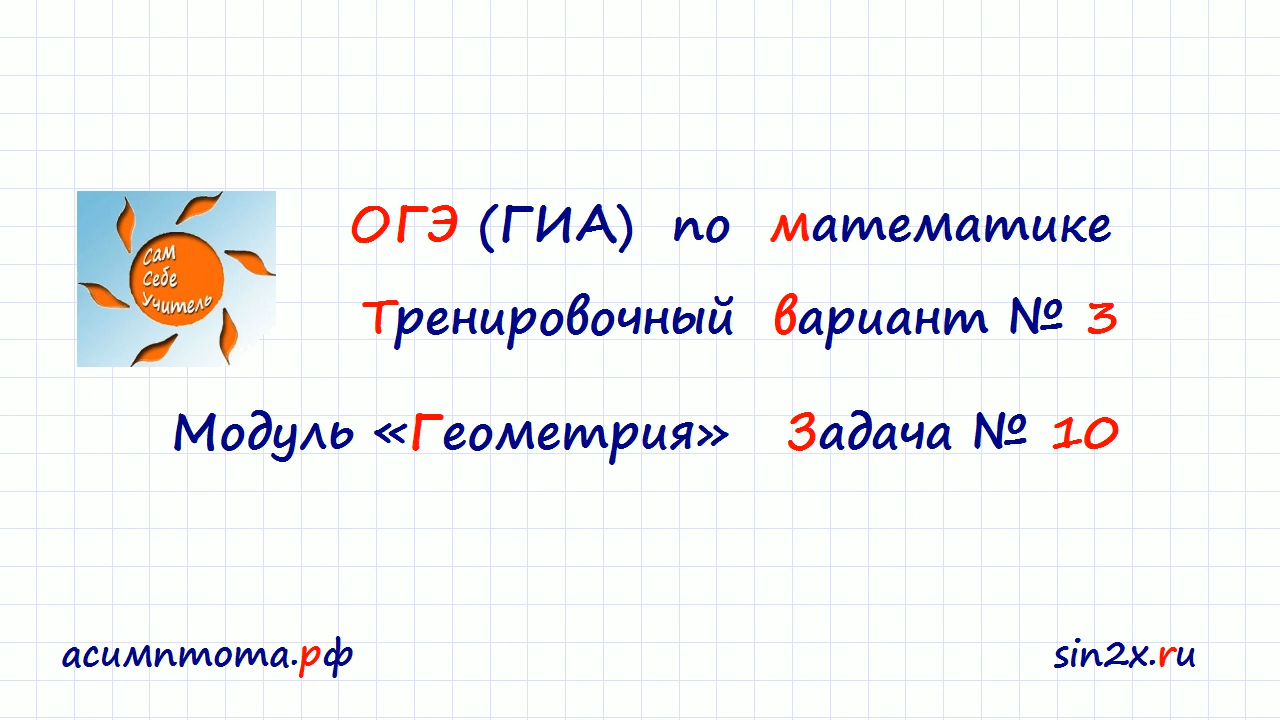 ОГЭ (ГИА) по математике
Сам
Себе
Учитель
Тренировочный вариант № 3
Модуль «Геометрия» Задача № 10
асимптота.рф
sin2x.ru